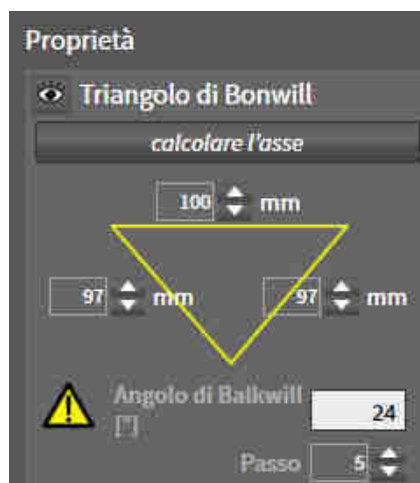 Proprietà
Triangolo di Bonwill
calcolare l'asse
100 mm
97 mm 97 mm
Angolo di Balkwill 24
[°]
Passo 5